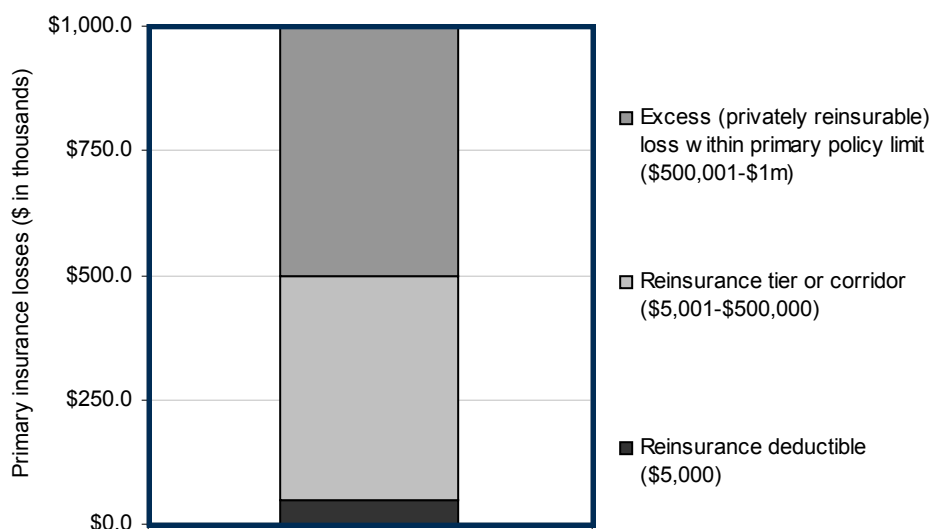 $1,000.0
$750.0
$500.0
$250.0
$0.0
Primary insurance losses ($ in thousands)
Excess (privately reinsurable)
loss within primary policy limit
($500,001-$1m)
Reinsurance tier or corridor
($5,001-$500,000)
Reinsurance deductible
($5,000)